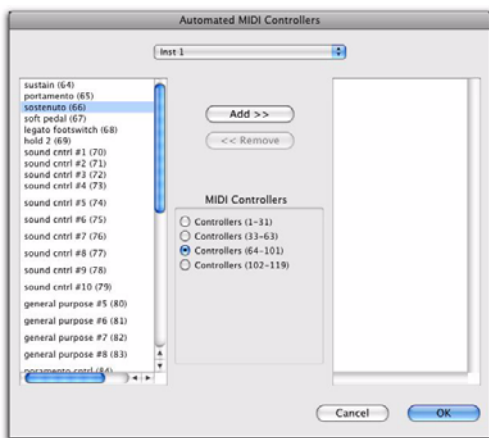 Automated MIDI Controllers
Inst 1
sustain (64)
portamento (65)
sostenuto (66)
soft pedal (67)
legato footswitch (68)
hold 2 (69)
sound cntrl #1 (70)
sound cntrl #2 (71)
sound cntrl #3 (72)
sound cntrl #4 (73)
sound cntrl #5 (74)
sound cntrl #6 (75)
sound cntrl #7 (76)
sound cntrl #8 (77)
sound cntrl #9 (78)
sound cntrl #10 (79)
general purpose #5 (80)
general purpose #6 (81)
general purpose #7 (82)
general purpose #8 (83)
poramento cntrl (84)
Add >>
<< Remove
MIDI Controllers
Controllers (1-31)
Controllers (33-63)
Controllers (64-101)
Controllers (102-119)
Cancel
OK